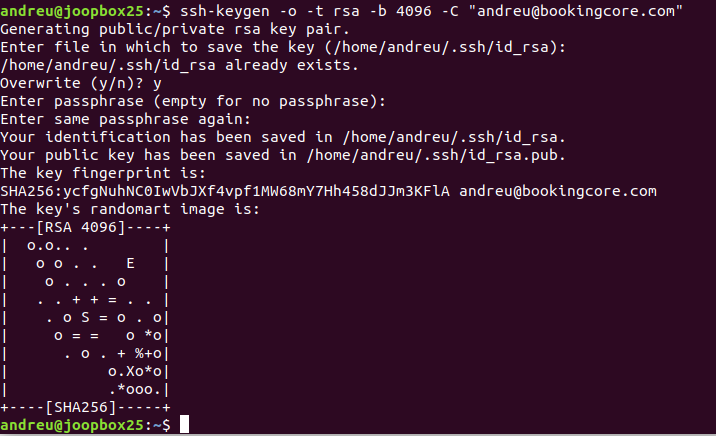 andreu@joopbox25:~$ ssh-keygen -o -t rsa -b 4096 -C "andreu@bookingcore.com"
Generating public/private rsa key pair.
Enter file in which to save the key (/home/andreu/.ssh/id_rsa):
/home/andreu/.ssh/id_rsa already exists.
Overwrite (y/n)? y
Enter passphrase (empty for no passphrase):
Enter same passphrase again:
Your identification has been saved in /home/andreu/.ssh/id_rsa.
Your public key has been saved in /home/andreu/.ssh/id_rsa.pub.
The key fingerprint is:
SHA256:ycfgNuhNC0IwVbJXf4vpf1MW68mY7Hh458dJJm3KFlA andreu@bookingcore.com
The key's randomart image is:
+---[RSA 4096]----+
|  o.o.. .        |
|   o o . .   E   |
|    o . . . o    |
|   . . + + = . . |
|    . o S = o . o|
|     o = =   o *o|
|      . o . + %+o|
|           o.Xo*o|
|           .*ooo.|
+----[SHA256]-----+
andreu@joopbox25:~$